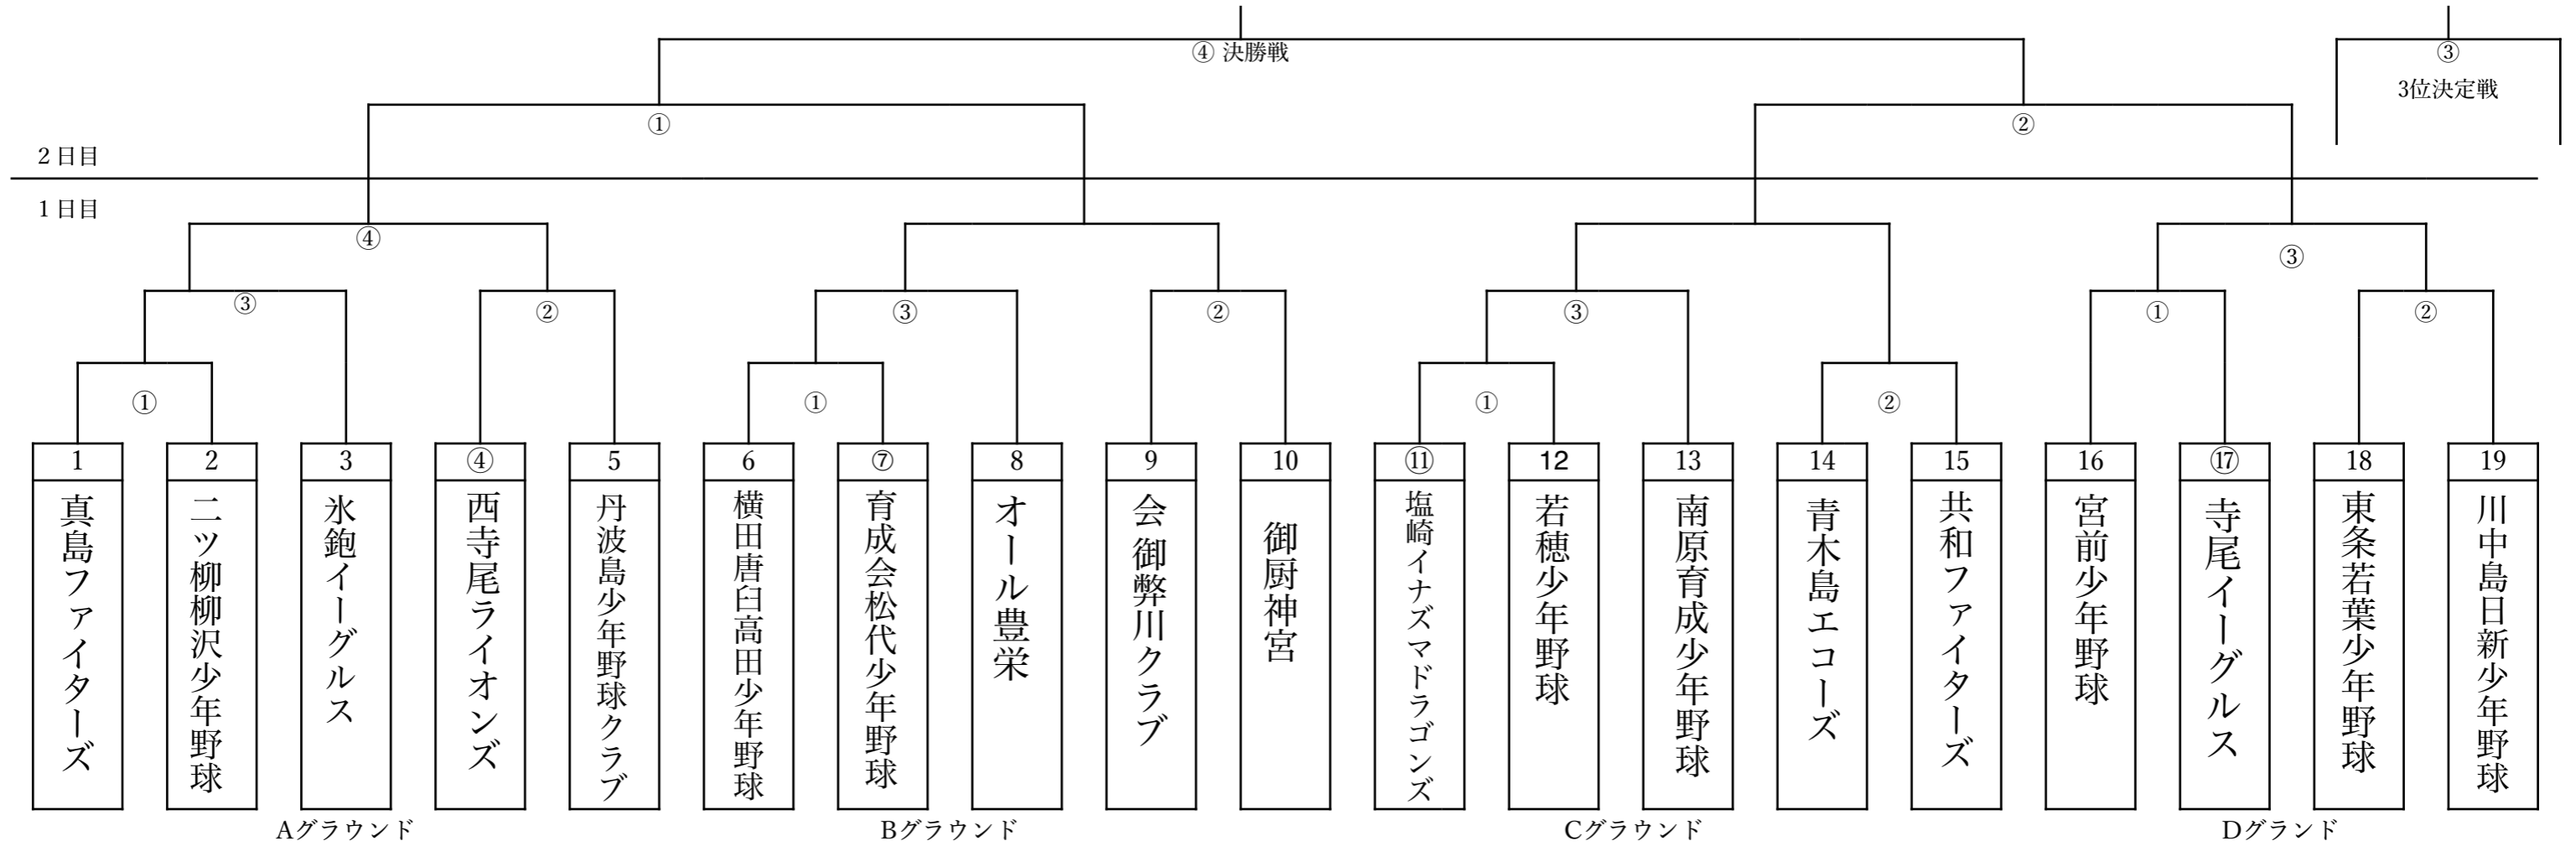 ④ 決勝戦
③
3位決定戦
①
②
2日目
1日目
④
③
③
②
③
②
③
①
②
①
①
①
②
1
2
3
④
5
6
⑦
8
9
10
⑪
12
13
14
15
16
⑰
18
19
真島ファイターズ
二ツ柳柳沢少年野球
氷鉋イーグルス
西寺尾ライオンズ
丹波島少年野球クラブ
横田唐臼高田少年野球
育成会松代少年野球
オール豊栄
会 御弊川クラブ
御厨神宮
塩崎イナズマドラゴンズ
若穂少年野球
南原育成少年野球
青木島エコーズ
共和ファイターズ
宮前少年野球
寺尾イーグルス
東条若葉少年野球
川中島日新少年野球
Aグラウンド
Bグラウンド
Cグラウンド
Dグランド